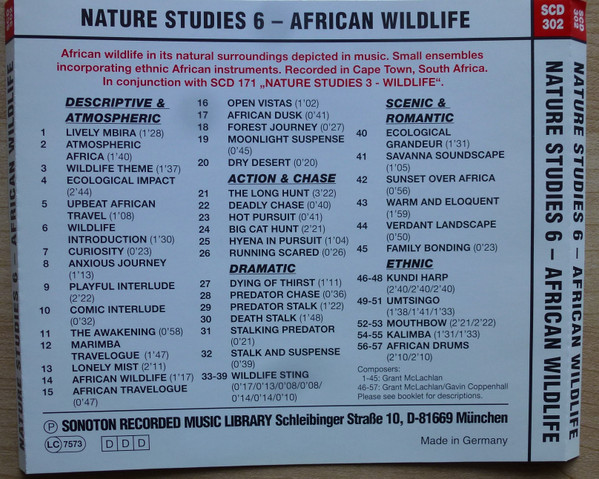 NATURE STUDIES 6 – AFRICAN WILDLIFE
SCD
302
African wildlife in its natural surroundings depicted in music. Small ensembles
incorporating ethnic African instruments. Recorded in Cape Town, South Africa.
In conjunction with SCD 171 „NATURE STUDIES 3 - WILDLIFE“.
DESCRIPTIVE &
ATMOSPHERIC
1 LIVELY MBIRA (1'28)
2 ATMOSPHERIC
AFRICA (1'40)
3 WILDLIFE THEME (1'37)
4 ECOLOGICAL IMPACT
(2'44)
5 UPBEAT AFRICAN
TRAVEL (1'08)
6 WILDLIFE
INTRODUCTION (1'30)
7 CURIOSITY (0'23)
8 ANXIOUS JOURNEY
(1'13)
9 PLAYFUL INTERLUDE
(2'22)
10 COMIC INTERLUDE
(0'32)
11 THE AWAKENING (0'58)
12 MARIMBA
TRAVELOGUE (1'47)
13 LONELY MIST (2'11)
14 AFRICAN WILDLIFE (1'17)
15 AFRICAN TRAVELOGUE
(0'47)
16 OPEN VISTAS (1'02)
17 AFRICAN DUSK (0'41)
18 FOREST JOURNEY (0'27)
19 MOONLIGHT SUSPENSE
(0'45)
20 DRY DESERT (0'20)
ACTION & CHASE
21 THE LONG HUNT (3'22)
22 DEADLY CHASE (0'40)
23 HOT PURSUIT (0'41)
24 BIG CAT HUNT (2'21)
25 HYENA IN PURSUIT (1'04)
26 RUNNING SCARED (0'26)
DRAMATIC
27 DYING OF THIRST (1'11)
28 PREDATOR CHASE (0'36)
29 PREDATOR STALK (1'22)
30 DEATH STALK (1'48)
31 STALKING PREDATOR
(0'21)
32 STALK AND SUSPENSE
(0'39)
33-39 WILDLIFE STING
(0'17/0'13/0'08/0'08/
0'14/0'14/0'10)
SCENIC &
ROMANTIC
40 ECOLOGICAL
GRANDEUR (1'31)
41 SAVANNA SOUNDSCAPE
(1'05)
42 SUNSET OVER AFRICA
(0'56)
43 WARM AND ELOQUENT
(1'59)
44 VERDANT LANDSCAPE
(0'50)
45 FAMILY BONDING (0'23)
ETHNIC
46-48 KUNDI HARP
(2'40/2'40/2'40)
49-51 UMTSINGO
(1'38/1'41/1'33)
52-53 MOUTHBOW (2'21/2'22)
54-55 KALIMBA (1'31/1'33)
56-57 AFRICAN DRUMS
(2'10/2'10)
Composers:
1-45: Grant McLachlan
46-57: Grant McLachlan/Gavin Coppenhall
Please see booklet for descriptions.
Ⓟ SONOTON RECORDED MUSIC LIBRARY Schleibinger Straße 10, D-81669 München
LC 7573
D D D
Made in Germany
NATURE STUDIES 6 – AFRICAN WILDLIFE
SCD
302
NATURE STUDIES 6 – AFRICAN WILDLIFE